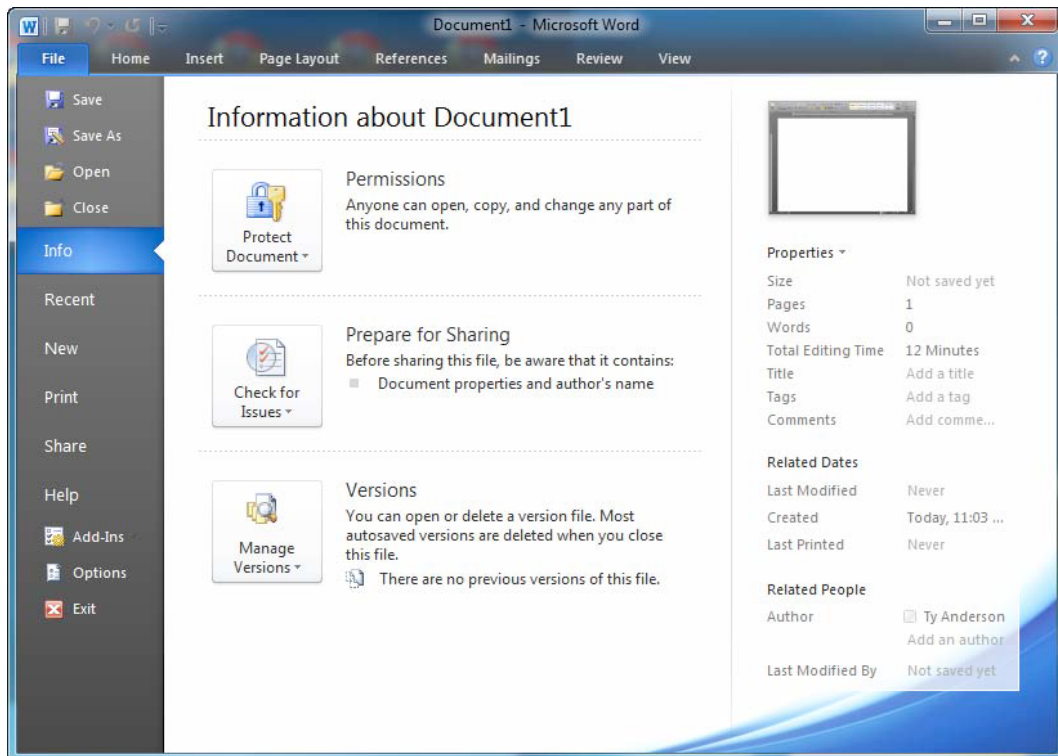 W
Document1 - Microsoft Word
File Home Insert Page Layout References Mailings Review View
Save
Save As
Open
Close
Info
Recent
New
Print
Share
Help
Add-Ins
Options
Exit
Information about Document1
Protect
Document
Permissions
Anyone can open, copy, and change any part of
this document.
Check for
Issues
Prepare for Sharing
Before sharing this file, be aware that it contains:
Document properties and author's name
Manage
Versions
Versions
You can open or delete a version file. Most
autosaved versions are deleted when you close
this file.
There are no previous versions of this file.
Properties
Size Not saved yet
Pages 1
Words 0
Total Editing Time 12 Minutes
Title Add a title
Tags Add a tag
Comments Add comme...
Related Dates
Last Modified Never
Created Today, 11:03 ...
Last Printed Never
Related People
Author Ty Anderson
Add an author
Last Modified By Not saved yet